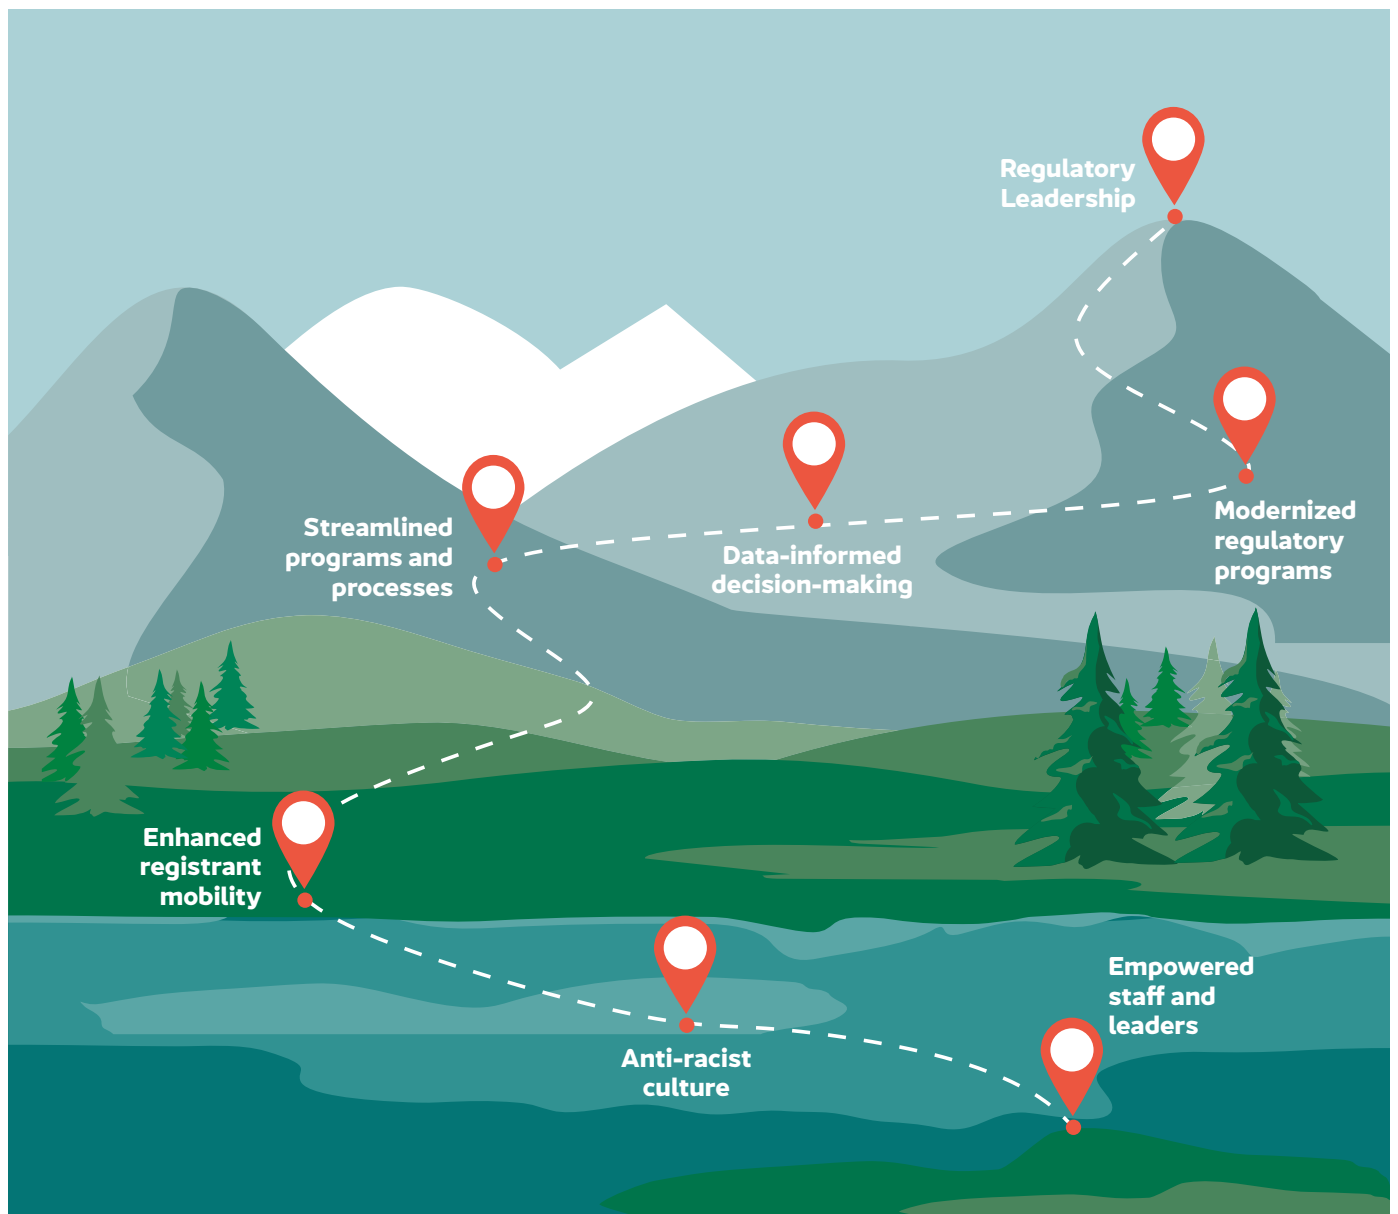 Regulatory
Leadership
Modernized
regulatory
programs
Data-informed
decision-making
Streamlined
programs and
processes
Enhanced
registrant
mobility
Anti-racist
culture
Empowered
staff and
leaders